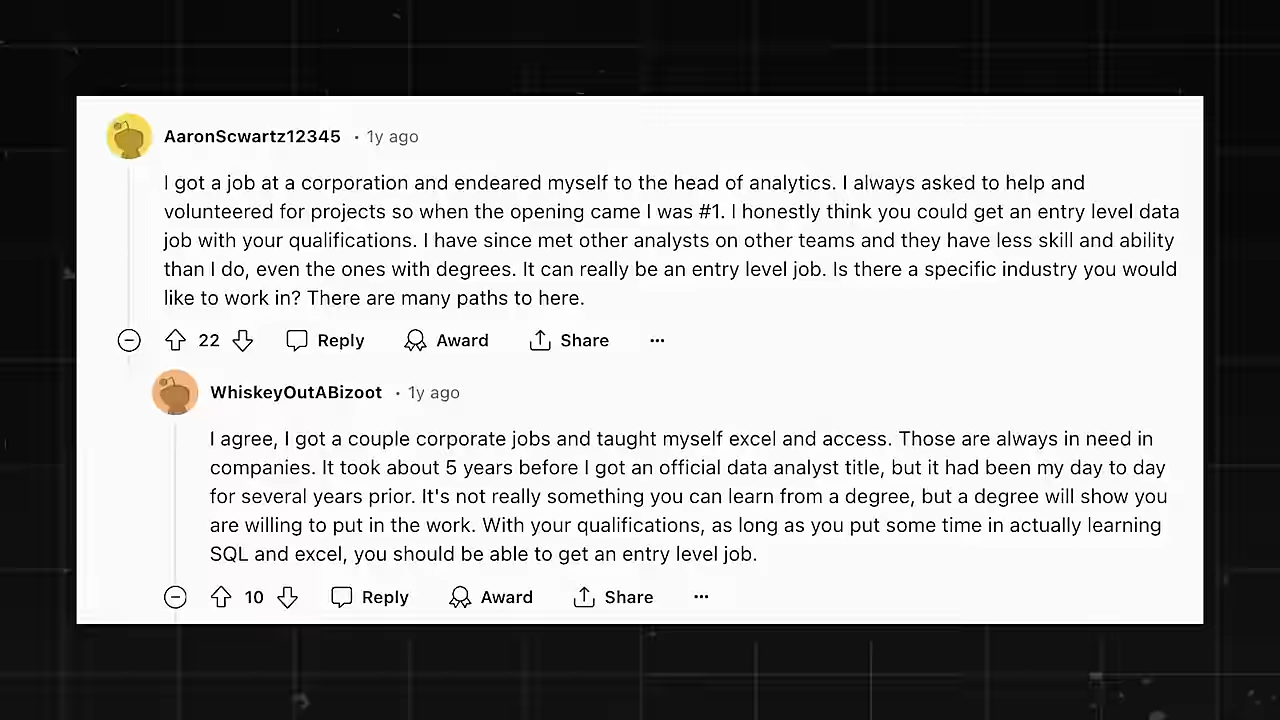 AaronScwartz12345 · 1y ago
I got a job at a corporation and endeared myself to the head of analytics. I always asked to help and
volunteered for projects so when the opening came I was #1. I honestly think you could get an entry level data
job with your qualifications. I have since met other analysts on other teams and they have less skill and ability
than I do, even the ones with degrees. It can really be an entry level job. Is there a specific industry you would
like to work in? There are many paths to here.
22 Reply Award Share ···
WhiskeyOutABizoot · 1y ago
I agree, I got a couple corporate jobs and taught myself excel and access. Those are always in need in
companies. It took about 5 years before I got an official data analyst title, but it had been my day to day
for several years prior. It's not really something you can learn from a degree, but a degree will show you
are willing to put in the work. With your qualifications, as long as you put some time in actually learning
SQL and excel, you should be able to get an entry level job.
10 Reply Award Share ···